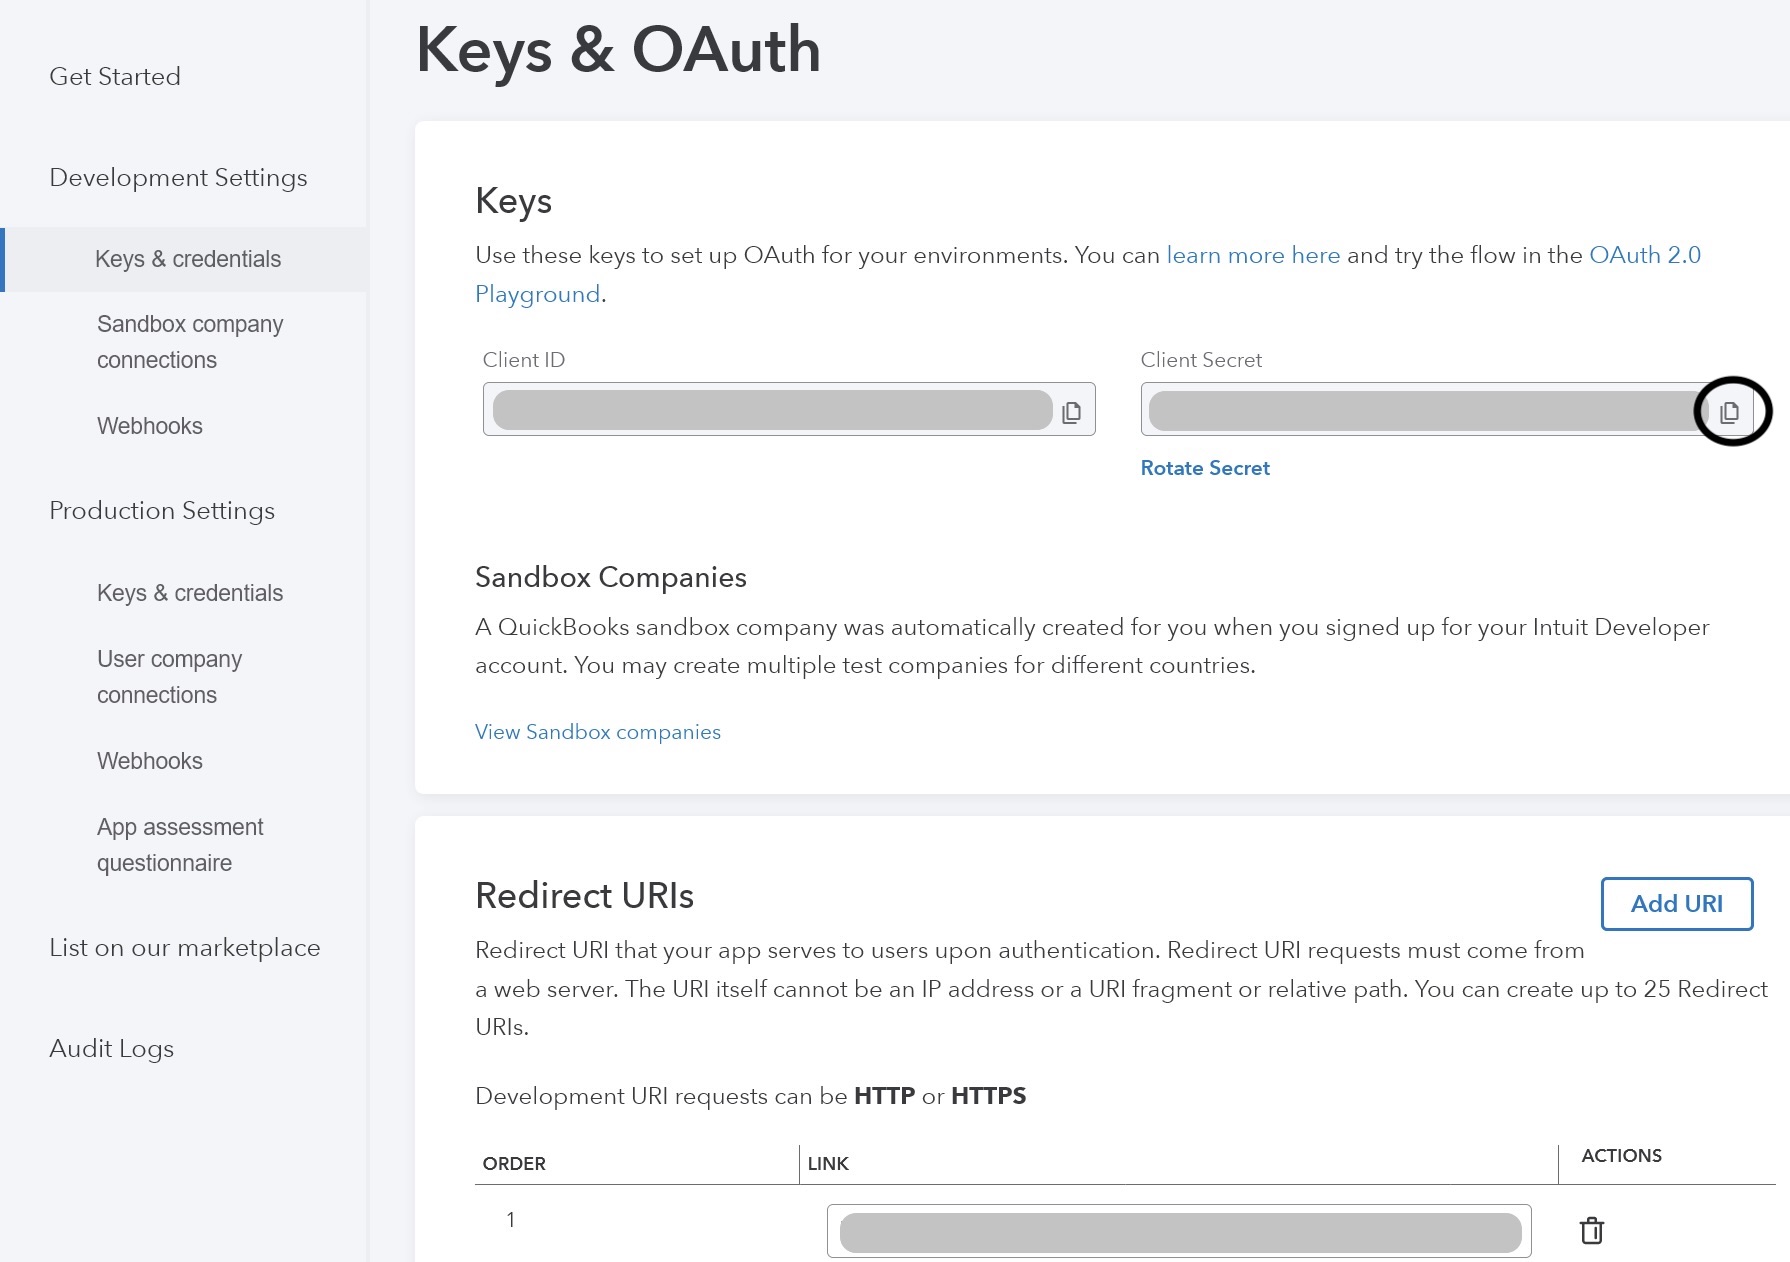 Get Started
Development Settings
Keys & credentials
Sandbox company
connections
Webhooks
Production Settings
Keys & credentials
User company
connections
Webhooks
App assessment
questionnaire
List on our marketplace
Audit Logs
Keys & OAuth
Keys
Use these keys to set up OAuth for your environments. You can learn more here and try the flow in the OAuth 2.0
Playground.
Client ID
Client Secret
Rotate Secret
Sandbox Companies
A QuickBooks sandbox company was automatically created for you when you signed up for your Intuit Developer
account. You may create multiple test companies for different countries.
View Sandbox companies
Redirect URIs
Add URI
Redirect URI that your app serves to users upon authentication. Redirect URI requests must come from
a web server. The URI itself cannot be an IP address or a URI fragment or relative path. You can create up to 25 Redirect
URIs.
Development URI requests can be HTTP or HTTPS
ORDER LINK ACTIONS
1